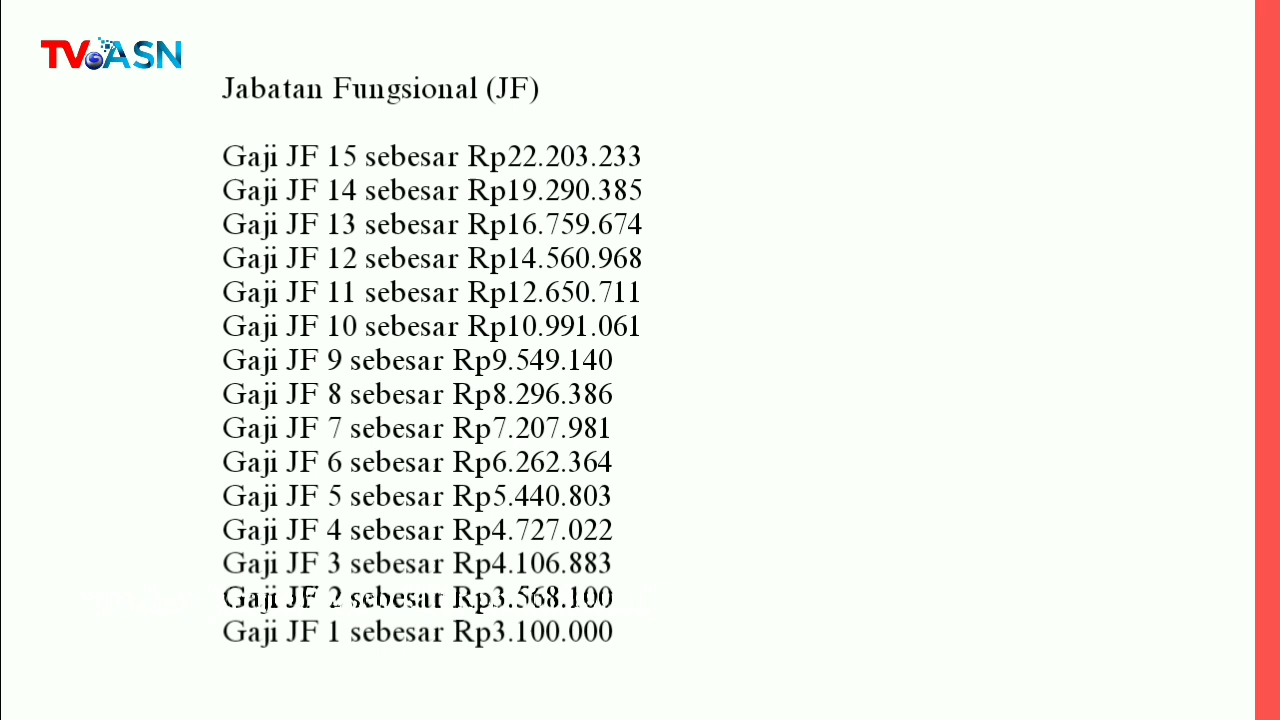 TV ASN
Jabatan Fungsional (JF)
Gaji JF 15 sebesar Rp22.203.233
Gaji JF 14 sebesar Rp19.290.385
Gaji JF 13 sebesar Rp16.759.674
Gaji JF 12 sebesar Rp14.560.968
Gaji JF 11 sebesar Rp12.650.711
Gaji JF 10 sebesar Rp10.991.061
Gaji JF 9 sebesar Rp9.549.140
Gaji JF 8 sebesar Rp8.296.386
Gaji JF 7 sebesar Rp7.207.981
Gaji JF 6 sebesar Rp6.262.364
Gaji JF 5 sebesar Rp5.440.803
Gaji JF 4 sebesar Rp4.727.022
Gaji JF 3 sebesar Rp4.106.883
Gaji JF 2 sebesar Rp3.568.100
Gaji JF 1 sebesar Rp3.100.000